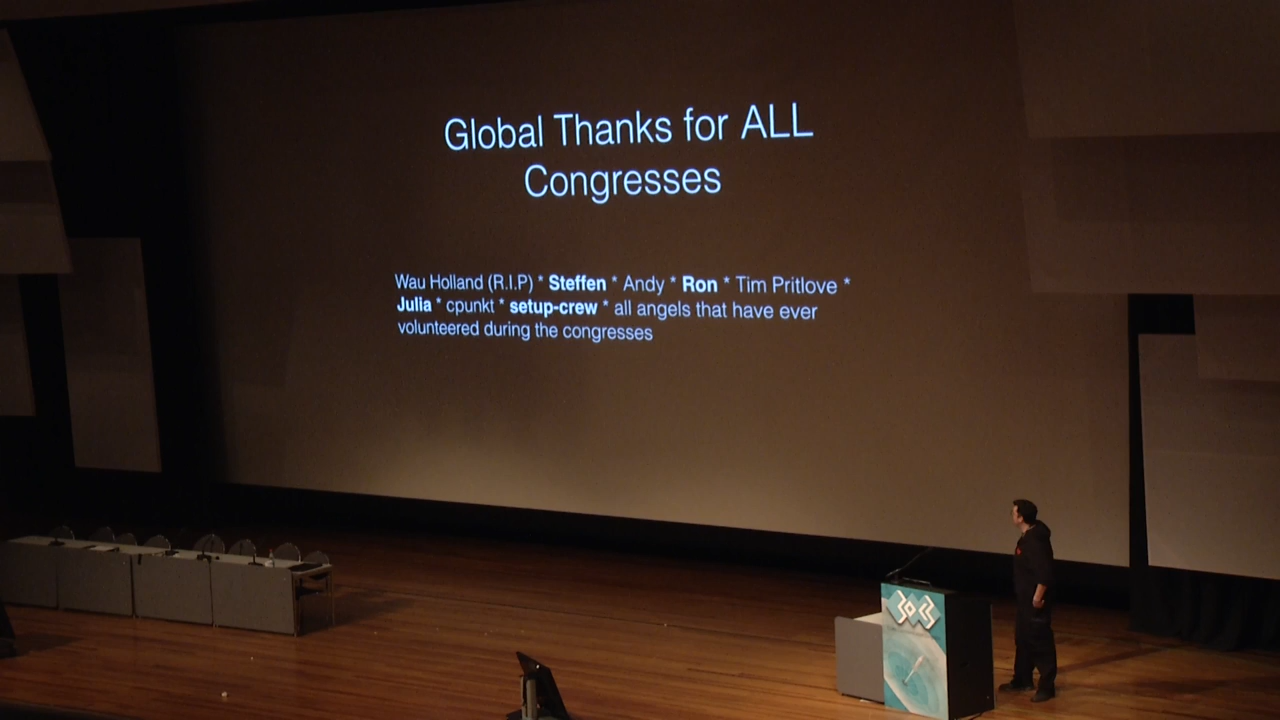 Global Thanks for ALL
Congresses
Wau Holland (R.I.P) * Steffen * Andy * Ron * Tim Pritlove *
Julia * cpunkt * setup-crew * all angels that have ever
volunteered during the congresses
30C3